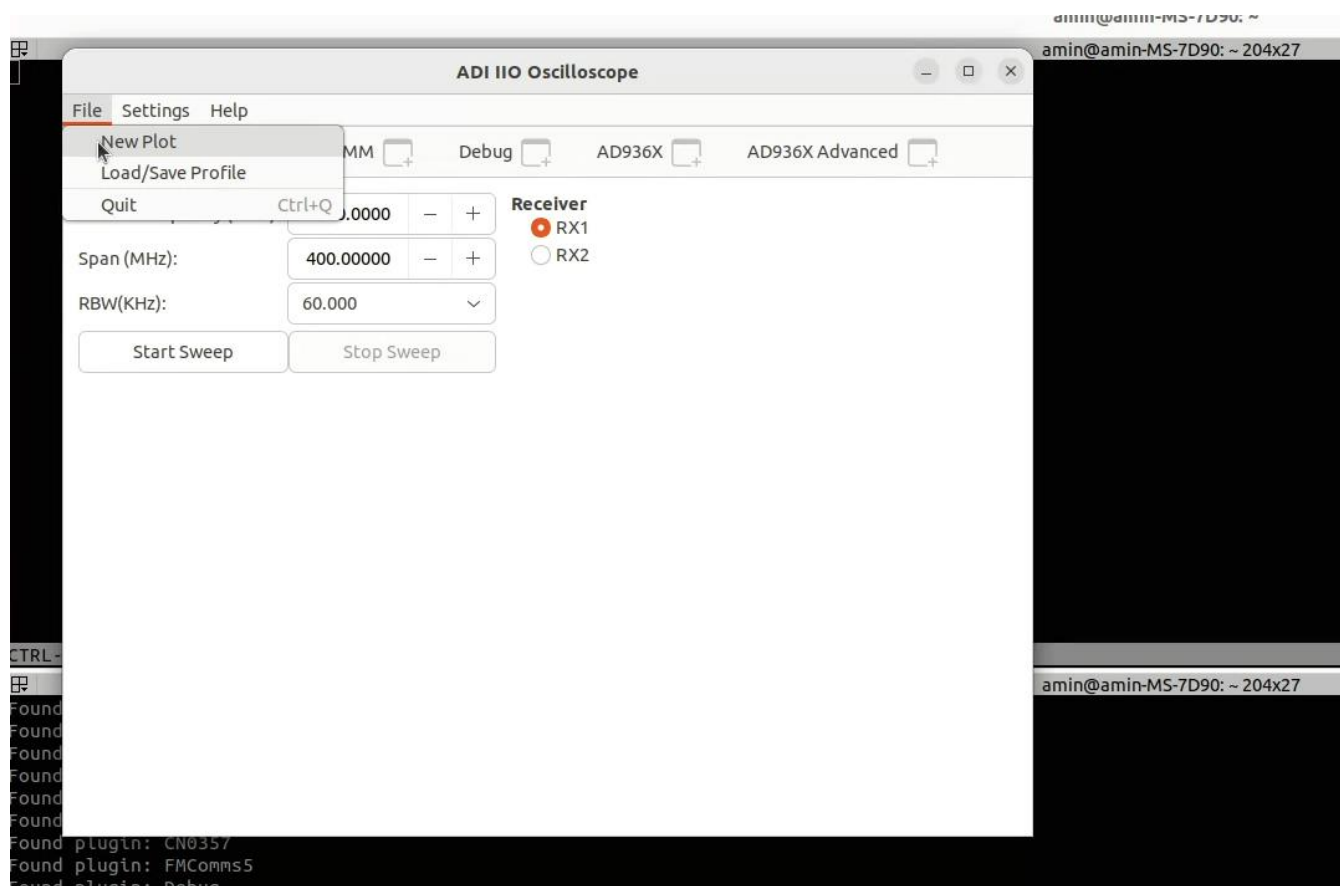 amin@amin-MS-7D90: ~
amin@amin-MS-7D90: ~ 204x27
ADI IIO Oscilloscope
File Settings Help
New Plot
Load/Save Profile
Quit Ctrl+Q
MM Debug AD936X AD936X Advanced
.0000 − +
Receiver
RX1
RX2
Span (MHz): 400.00000 − +
RBW(KHz): 60.000
Start Sweep Stop Sweep
CTRL-
amin@amin-MS-7D90: ~ 204x27
Found
Found
Found
Found
Found
Found
Found plugin: CN0357
Found plugin: FMComms5
Found plugin: Debug